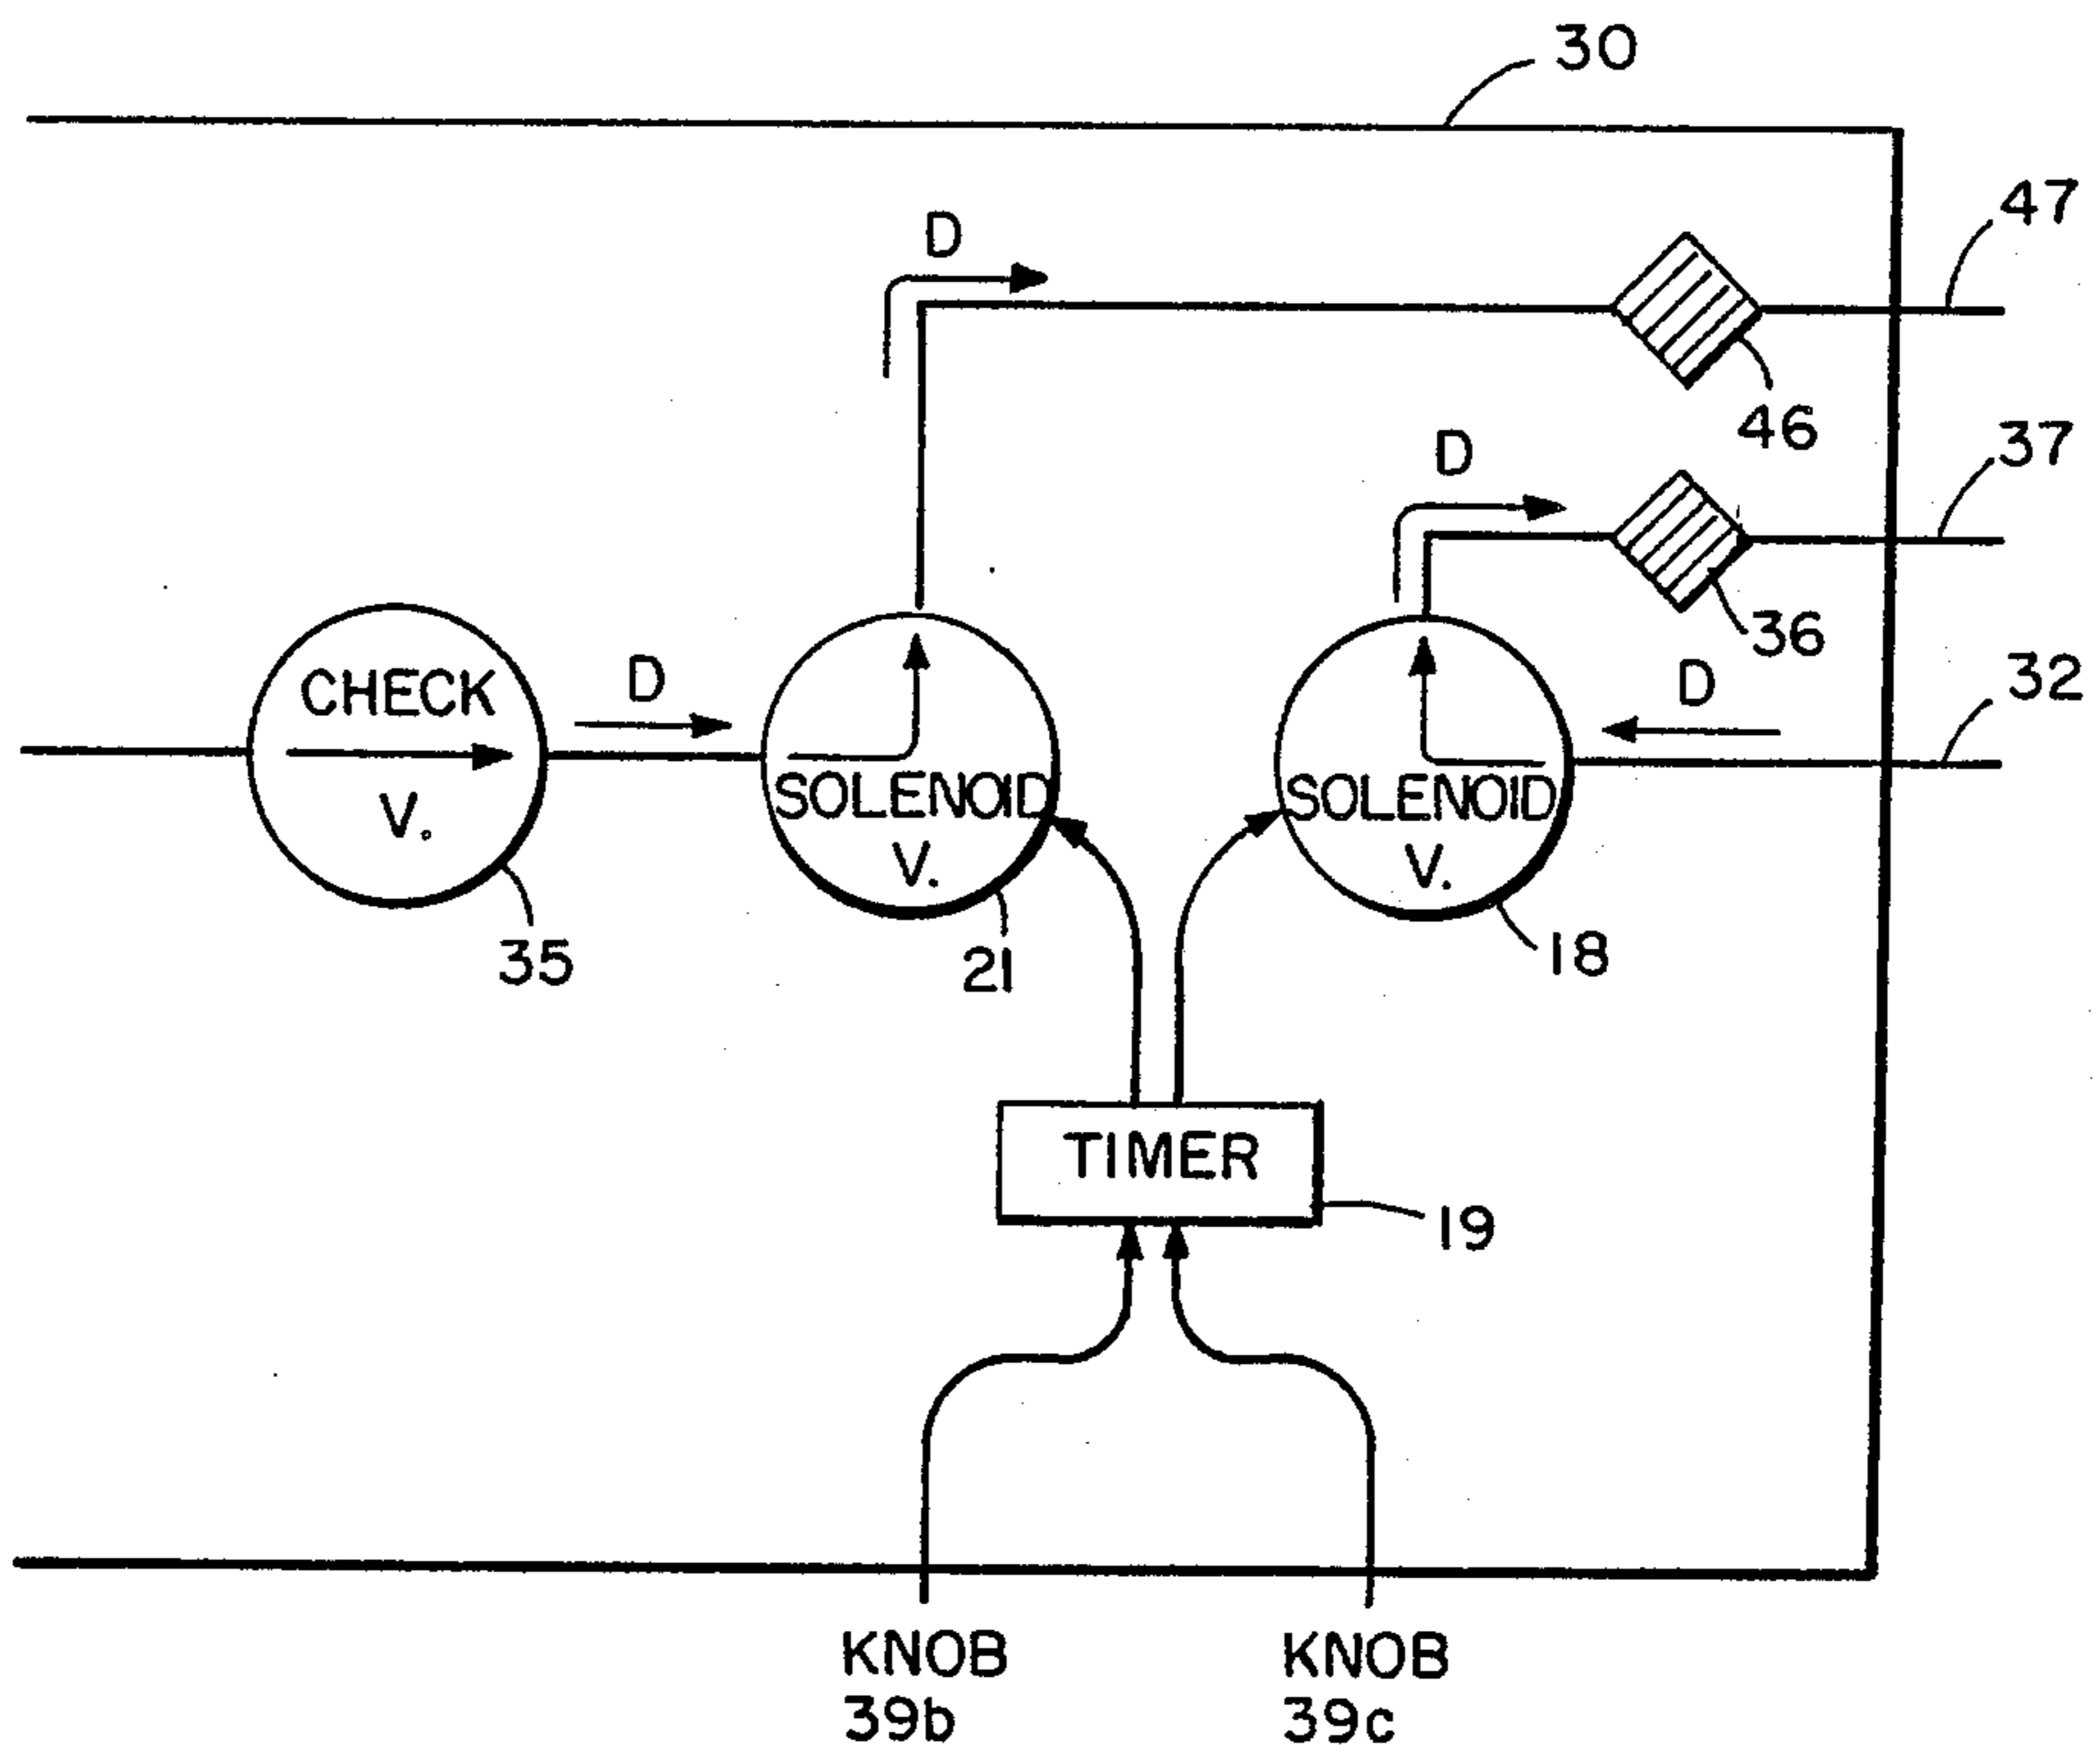 30
47
D
46
37
D
36
32
D
D
CHECK
V.
SOLENOID
V.
SOLENOID
V.
35
21
18
TIMER
19
KNOB
39b
KNOB
39c